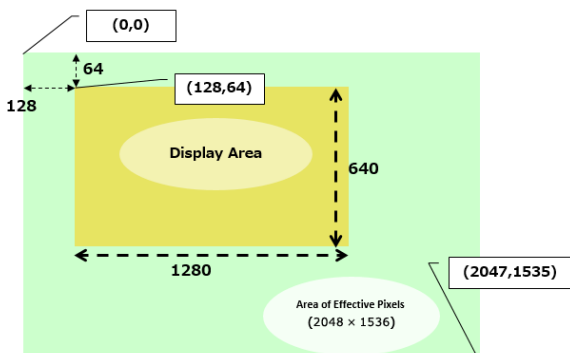 (0,0)
64
(128,64)
128
Display Area
640
1280
(2047,1535)
Area of Effective Pixels
(2048 × 1536)